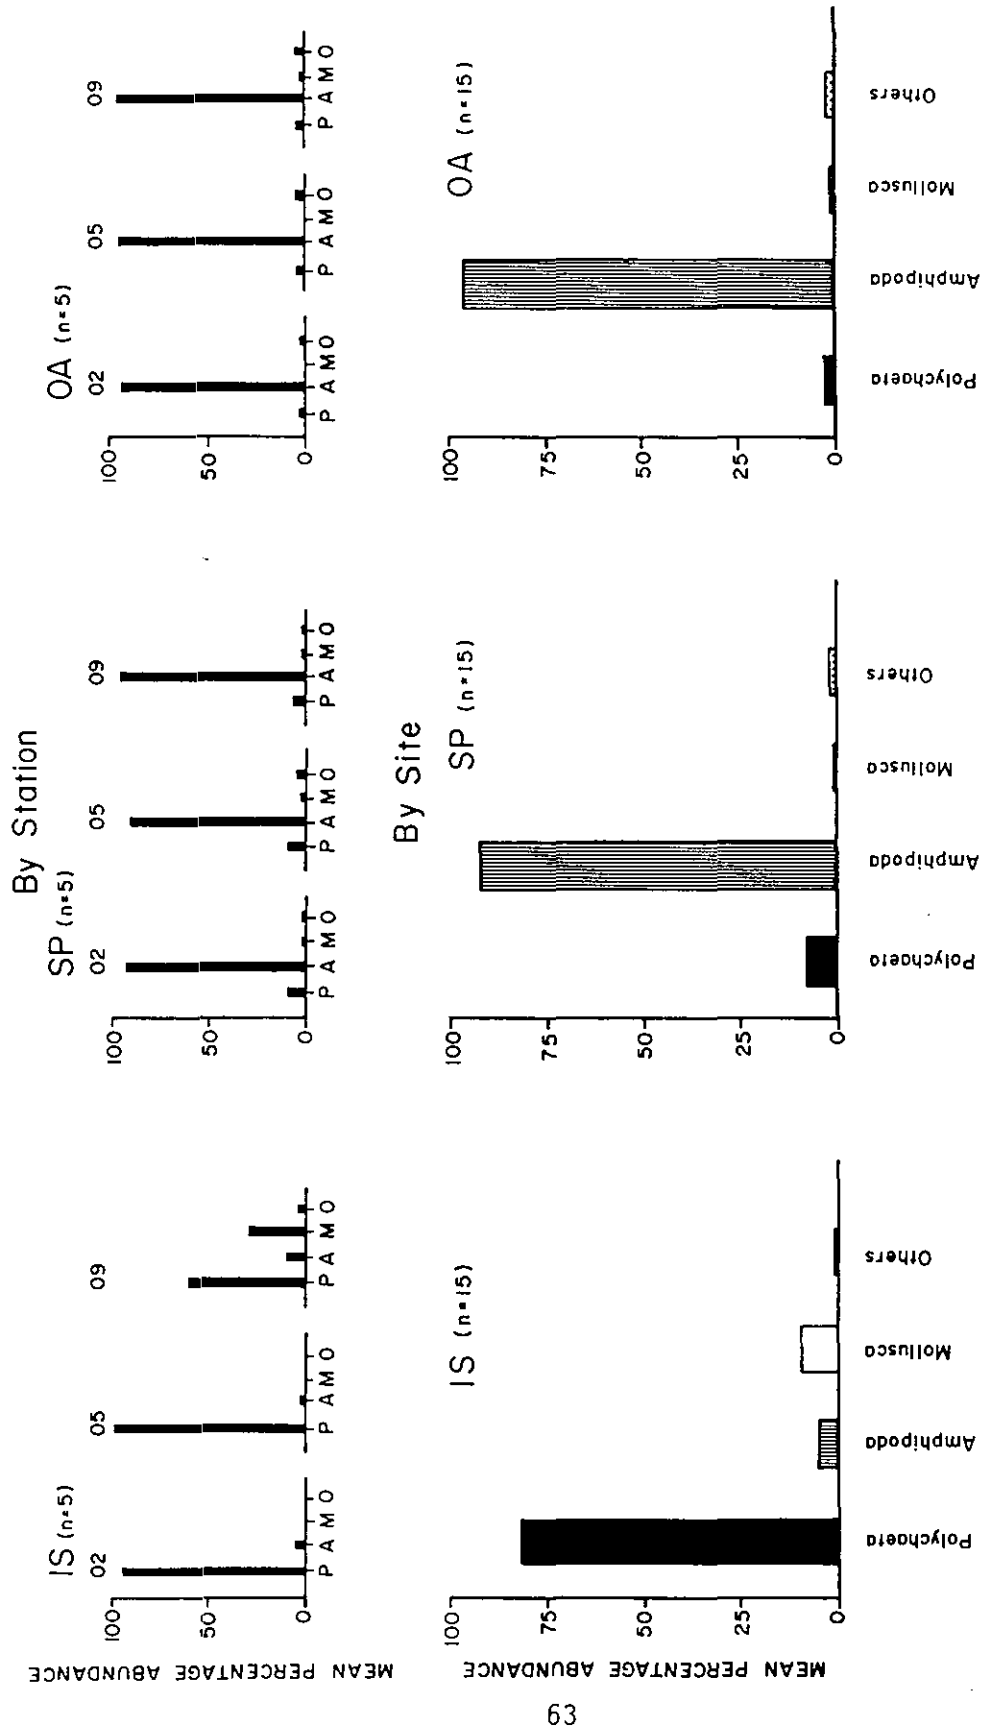 By Station
IS (n=5)
SP (n=5)
OA (n=5)
02
05
09
02
05
09
02
05
09
MEAN PERCENTAGE ABUNDANCE
100
50
0
P A M O
P A M O
P A M O
100
50
0
P A M O
P A M O
P A M O
100
50
0
P A M O
P A M O
P A M O
By Site
IS (n=15)
SP (n=15)
OA (n=15)
MEAN PERCENTAGE ABUNDANCE
100
75
50
25
0
Polychaeta
Amphipoda
Mollusca
Others
100
75
50
25
0
Polychaeta
Amphipoda
Mollusca
Others
100
75
50
25
0
Polychaeta
Amphipoda
Mollusca
Others
63